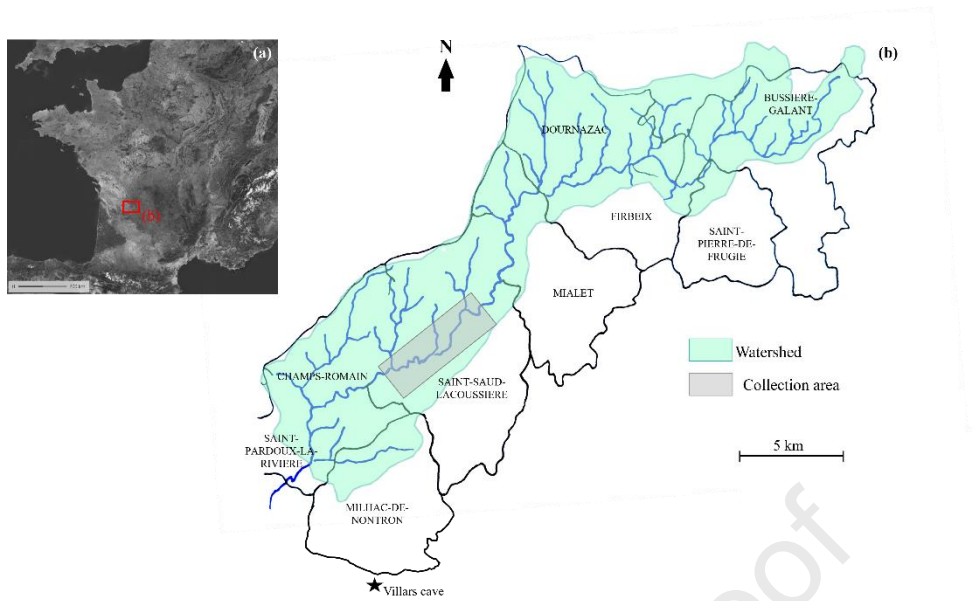 (a)
(b)
N
(b)
BUSSIERE-
GALANT
DOURNAZAC
FIRBEIX
SAINT-
PIERRE-DE-
FRUGIE
MIALET
Watershed
CHAMPS-ROMAIN
SAINT-SAUD-
LACOUSSIERE
Collection area
SAINT-
PARDOUX-LA-
RIVIERE
5 km
MILHAC-DE-
NONTRON
Villars cave
oof